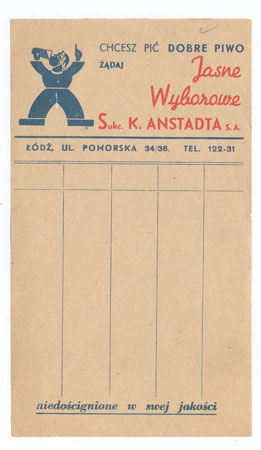 CHCESZ PIĆ DOBRE PIWO
ŻĄDAJ
Jasne
Wyborowe
Sukc. K. ANSTADTA S.A.
ŁÓDŹ, UL. POMORSKA 34/36. TEL. 122-31
niedoścignione w swej jakości